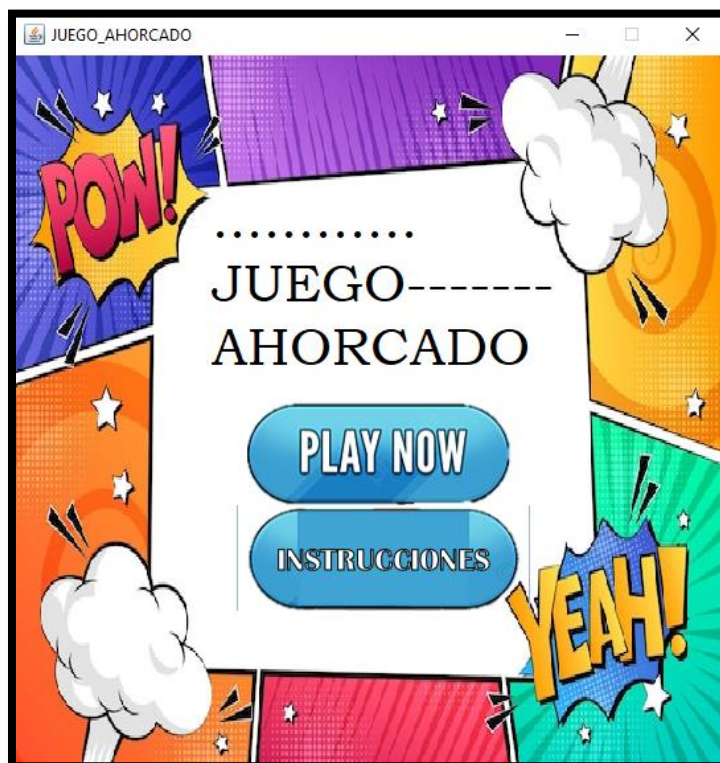 JUEGO_AHORCADO
POW!
............
JUEGO-------
AHORCADO
PLAY NOW
INSTRUCCIONES
YEAH!